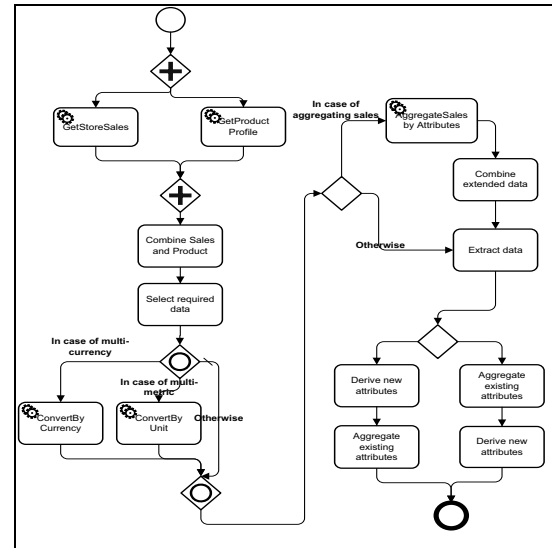 GetStoreSales
GetProduct
Profile
Combine Sales
and Product
Select required
data
In case of multi-
currency
In case of multi-
metric
Otherwise
ConvertBy
Currency
ConvertBy
Unit
In case of
aggregating sales
AggregateSales
by Attributes
Combine
extended data
Otherwise
Extract data
Derive new
attributes
Aggregate
existing
attributes
Aggregate
existing
attributes
Derive new
attributes